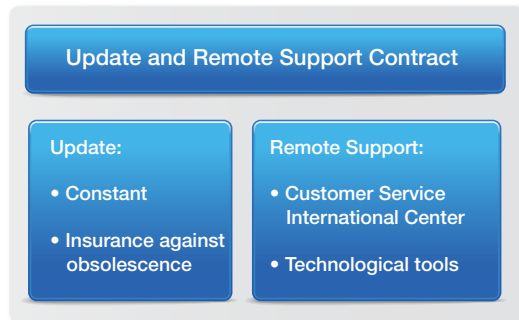 Update and Remote Support Contract
Update:
• Constant
• Insurance against
obsolescence
Remote Support:
• Customer Service
International Center
• Technological tools